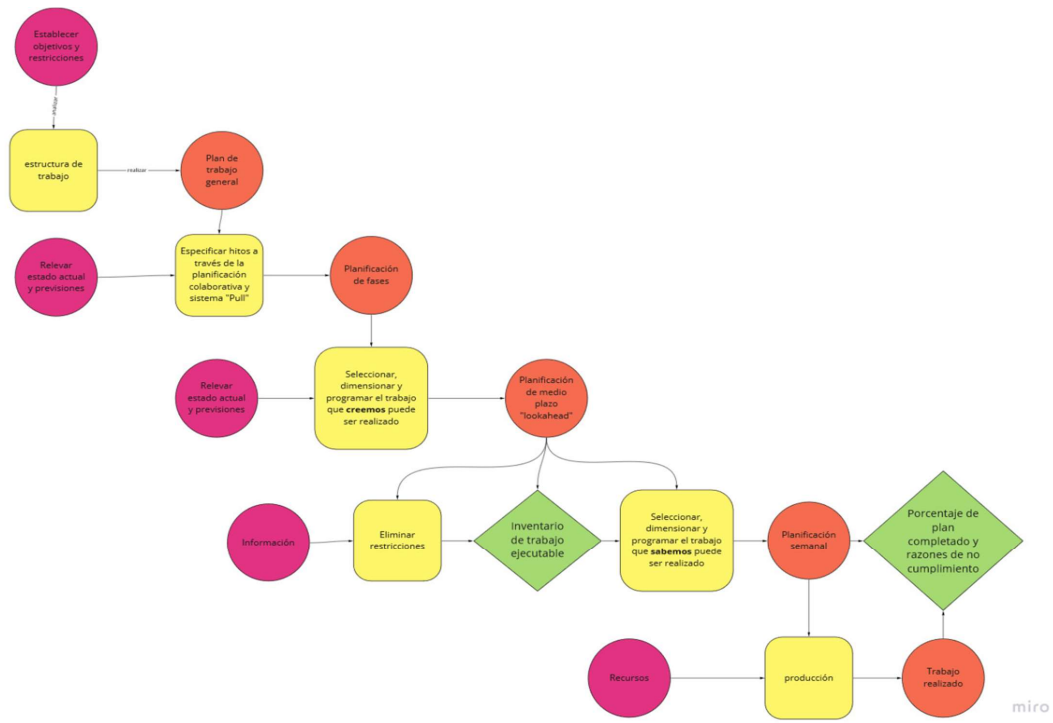 Establecer
objetivos y
restricciones
realizar
estructura de
trabajo
realizar
Plan de
trabajo
general
Relevar
estado actual
y previsiones
Especificar hitos a
través de la
planificación
colaborativa y
sistema "Pull"
Planificación
de fases
Relevar
estado actual
y previsiones
Seleccionar,
dimensionar y
programar el trabajo
que creemos puede
ser realizado
Planificación
de medio
plazo
"lookahead"
Información
Eliminar
restricciones
Inventario
de trabajo
ejecutable
Seleccionar,
dimensionar y
programar el trabajo
que sabemos puede
ser realizado
Planificación
semanal
Porcentaje de
plan
completado y
razones de no
cumplimiento
Recursos
producción
Trabajo
realizado
miro